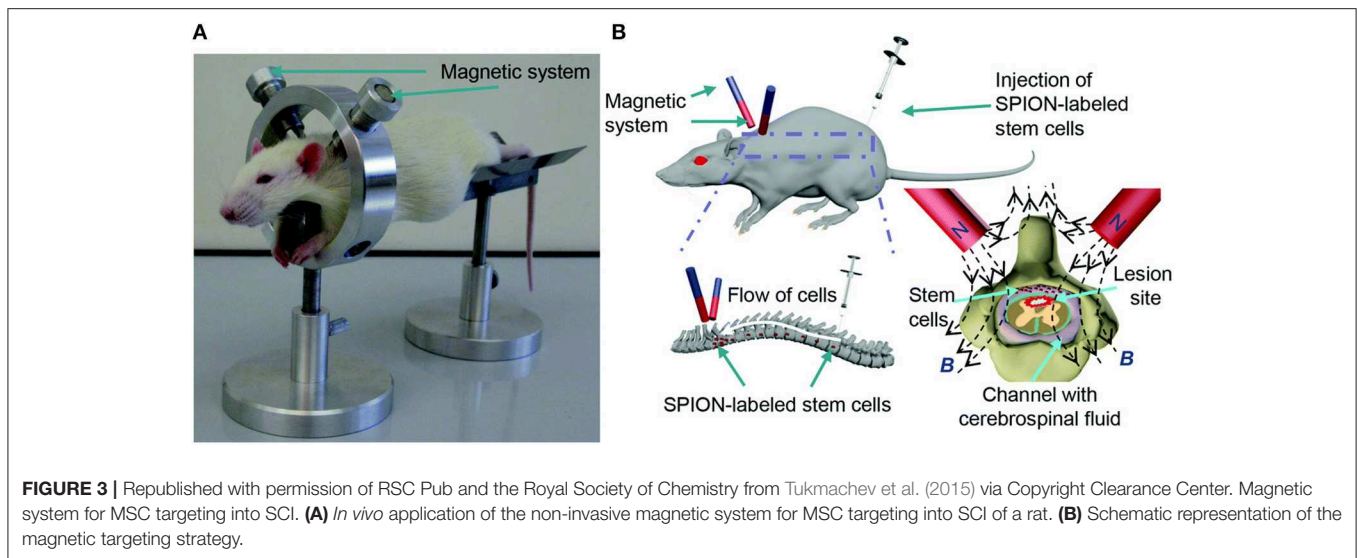 A
Magnetic system
B
Magnetic
system
Injection of
SPION-labeled
stem cells
Flow of cells
SPION-labeled stem cells
N
N
Stem
cells
Lesion
site
B
B
Channel with
cerebrospinal fluid
FIGURE 3 | Republished with permission of RSC Pub and the Royal Society of Chemistry from Tukmachev et al. (2015) via Copyright Clearance Center. Magnetic
system for MSC targeting into SCI. (A) In vivo application of the non-invasive magnetic system for MSC targeting into SCI of a rat. (B) Schematic representation of the
magnetic targeting strategy.